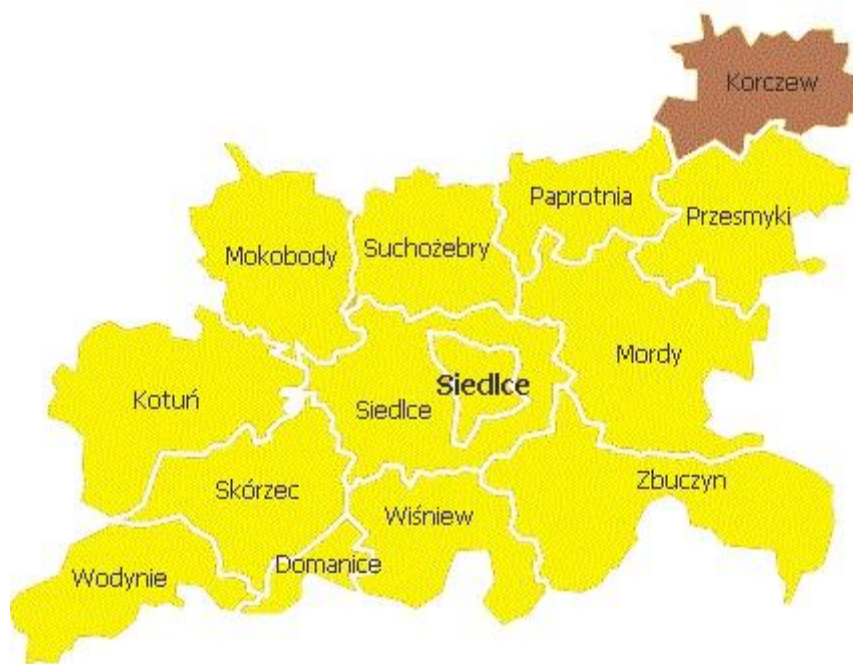 Korczew
Paprotnia
Przesmyki
Suchożebry
Mokobody
Mordy
Siedlce
Siedlce
Kotuń
Zbuczyn
Skórzec
Wiśniew
Domanice
Wodynie